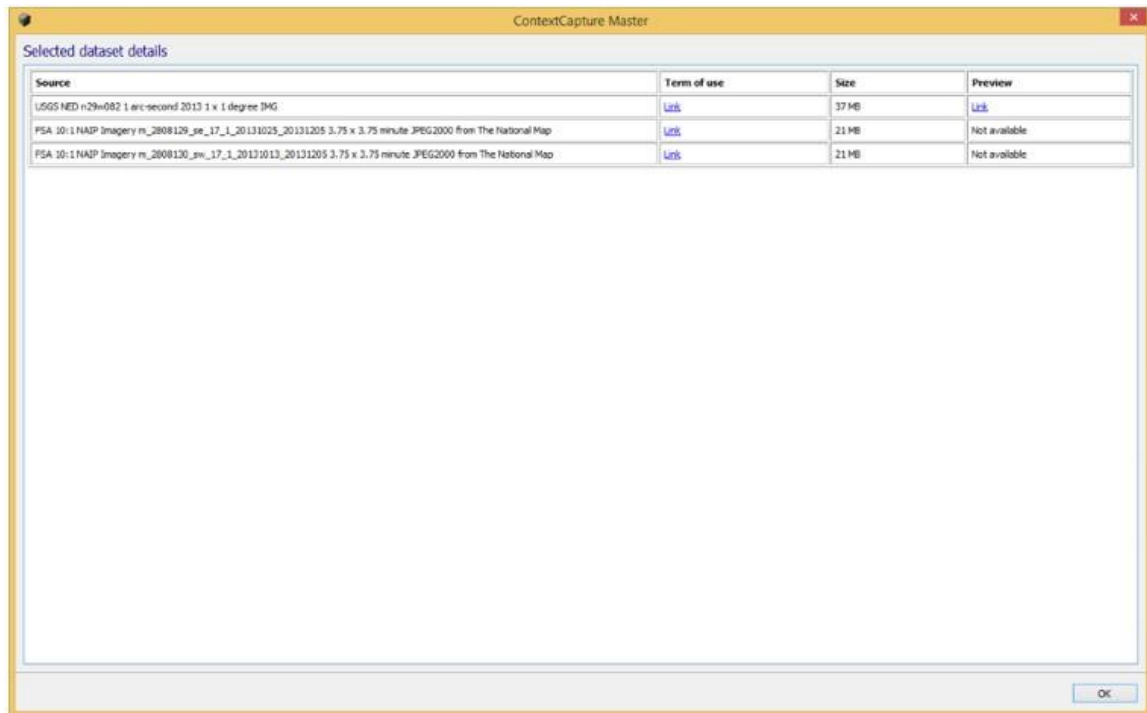 ContextCapture Master
Selected dataset details
Source Term of use Size Preview
USGS NED n29w082 1 arc-second 2013 1 x 1 degree IMG Link 37 MB Link
FSA 10:1 NAIP Imagery m_2808129_se_17_1_20131025_20131205 3.75 x 3.75 minute JPEG2000 from The National Map Link 21 MB Not available
FSA 10:1 NAIP Imagery m_2808130_sw_17_1_20131013_20131205 3.75 x 3.75 minute JPEG2000 from The National Map Link 21 MB Not available
OK